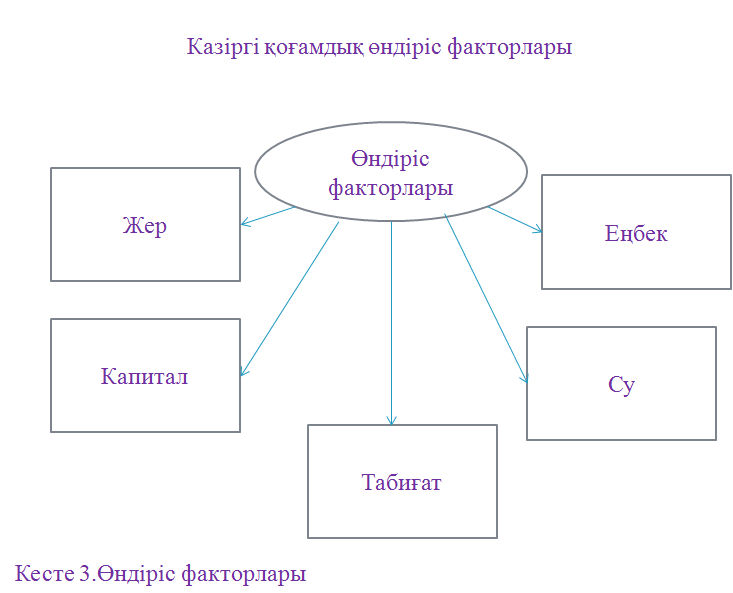 Казіргі қоғамдық өндіріс факторлары
Өндіріс
факторлары
Жер
Еңбек
Капитал
Су
Табиғат
Кесте 3.Өндіріс факторлары